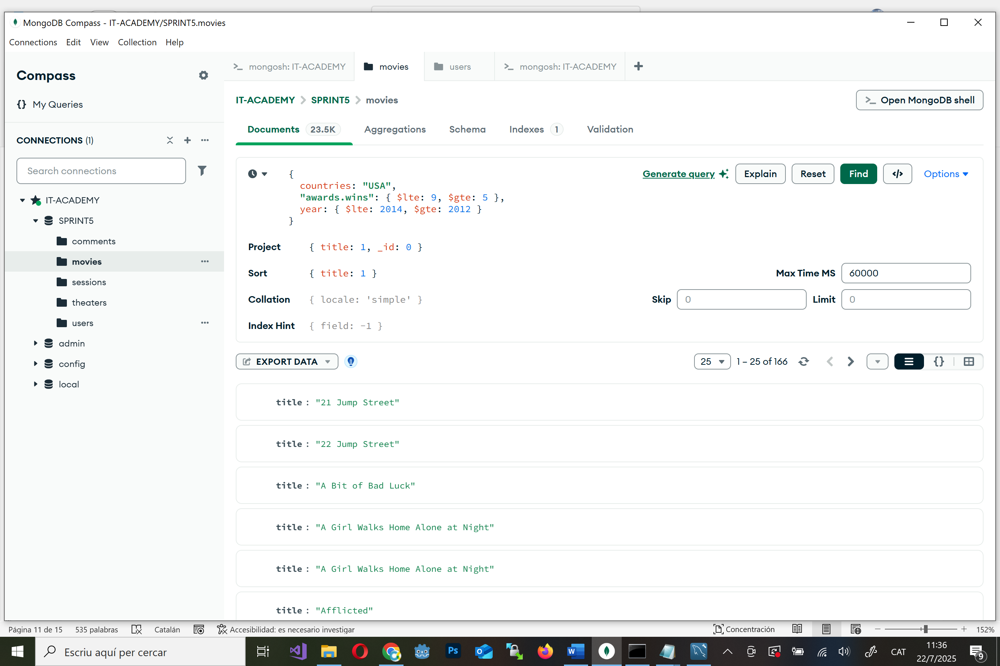 MongoDB Compass - IT-ACADEMY/SPRINT5.movies
Connections Edit View Collection Help
Compass
My Queries
CONNECTIONS (1)
Search connections
IT-ACADEMY
SPRINT5
comments
movies
sessions
theaters
users
admin
config
local
mongosh: IT-ACADEMY
movies
users
mongosh: IT-ACADEMY
IT-ACADEMY > SPRINT5 > movies
Open MongoDB shell
Documents 23.5K Aggregations Schema Indexes 1 Validation
{
countries: "USA",
"awards.wins": { $lte: 9, $gte: 5 },
year: { $lte: 2014, $gte: 2012 }
}
Generate query Explain Reset Find </> Options
Project { title: 1, _id: 0 }
Sort { title: 1 }
Max Time MS 60000
Collation { locale: 'simple' }
Skip 0 Limit 0
Index Hint { field: -1 }
EXPORT DATA
25 1 – 25 of 166 {}
title : "21 Jump Street"
title : "22 Jump Street"
title : "A Bit of Bad Luck"
title : "A Girl Walks Home Alone at Night"
title : "A Girl Walks Home Alone at Night"
title : "Afflicted"
Página 11 de 15 535 palabras Catalán Accesibilidad: es necesario investigar Concentración 152%
Escriu aquí per cercar
Ps
CAT
11:36
22/7/2025
9